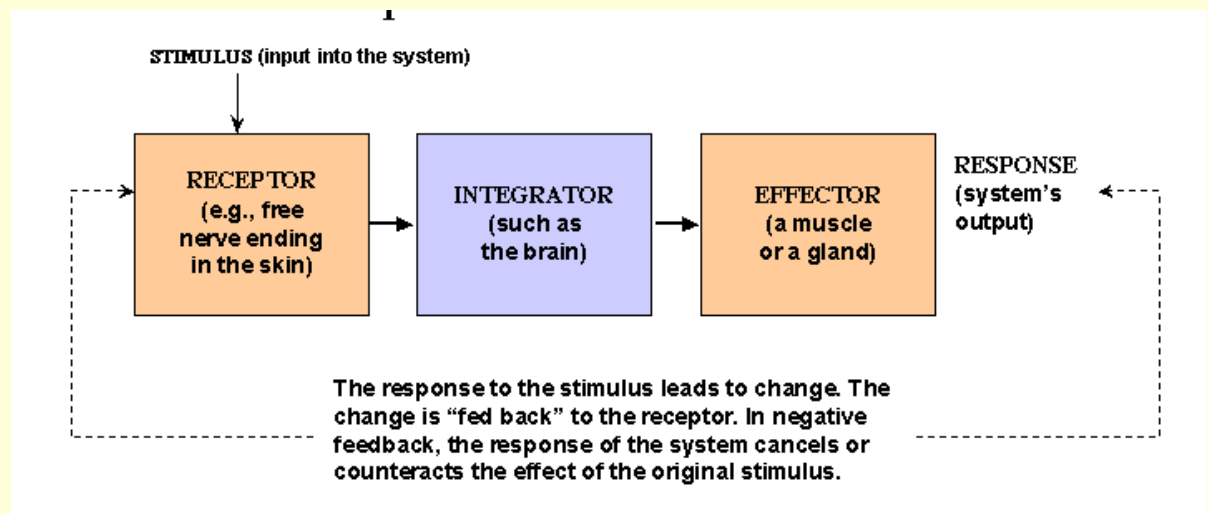 STIMULUS (input into the system)
RECEPTOR
(e.g., free
nerve ending
in the skin)
INTEGRATOR
(such as
the brain)
EFFECTOR
(a muscle
or a gland)
RESPONSE
(system's
output)
The response to the stimulus leads to change. The
change is “fed back” to the receptor. In negative
feedback, the response of the system cancels or
counteracts the effect of the original stimulus.